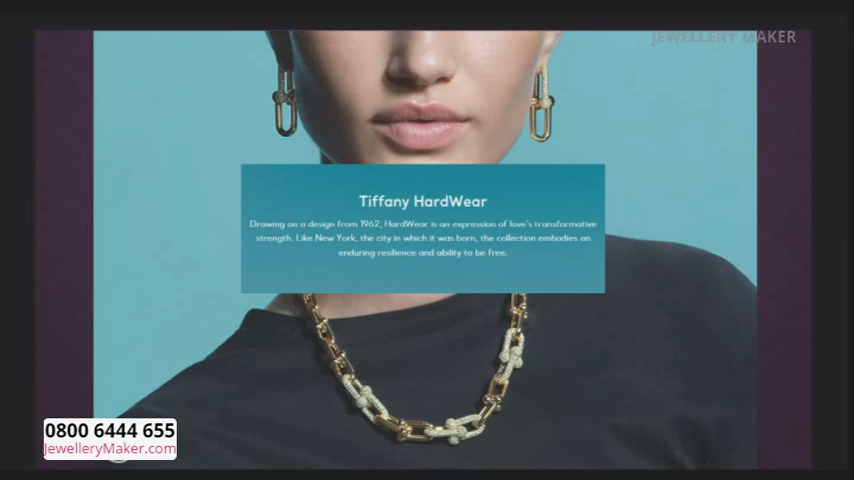 JEWELLERY MAKER
Tiffany HardWear
Drawing on a design from 1962, HardWear is an expression of love's transformative
strength. Like New York, the city in which it was born, the collection embodies an
enduring resilience and ability to be free.
0800 6444 655
JewelleryMaker.com